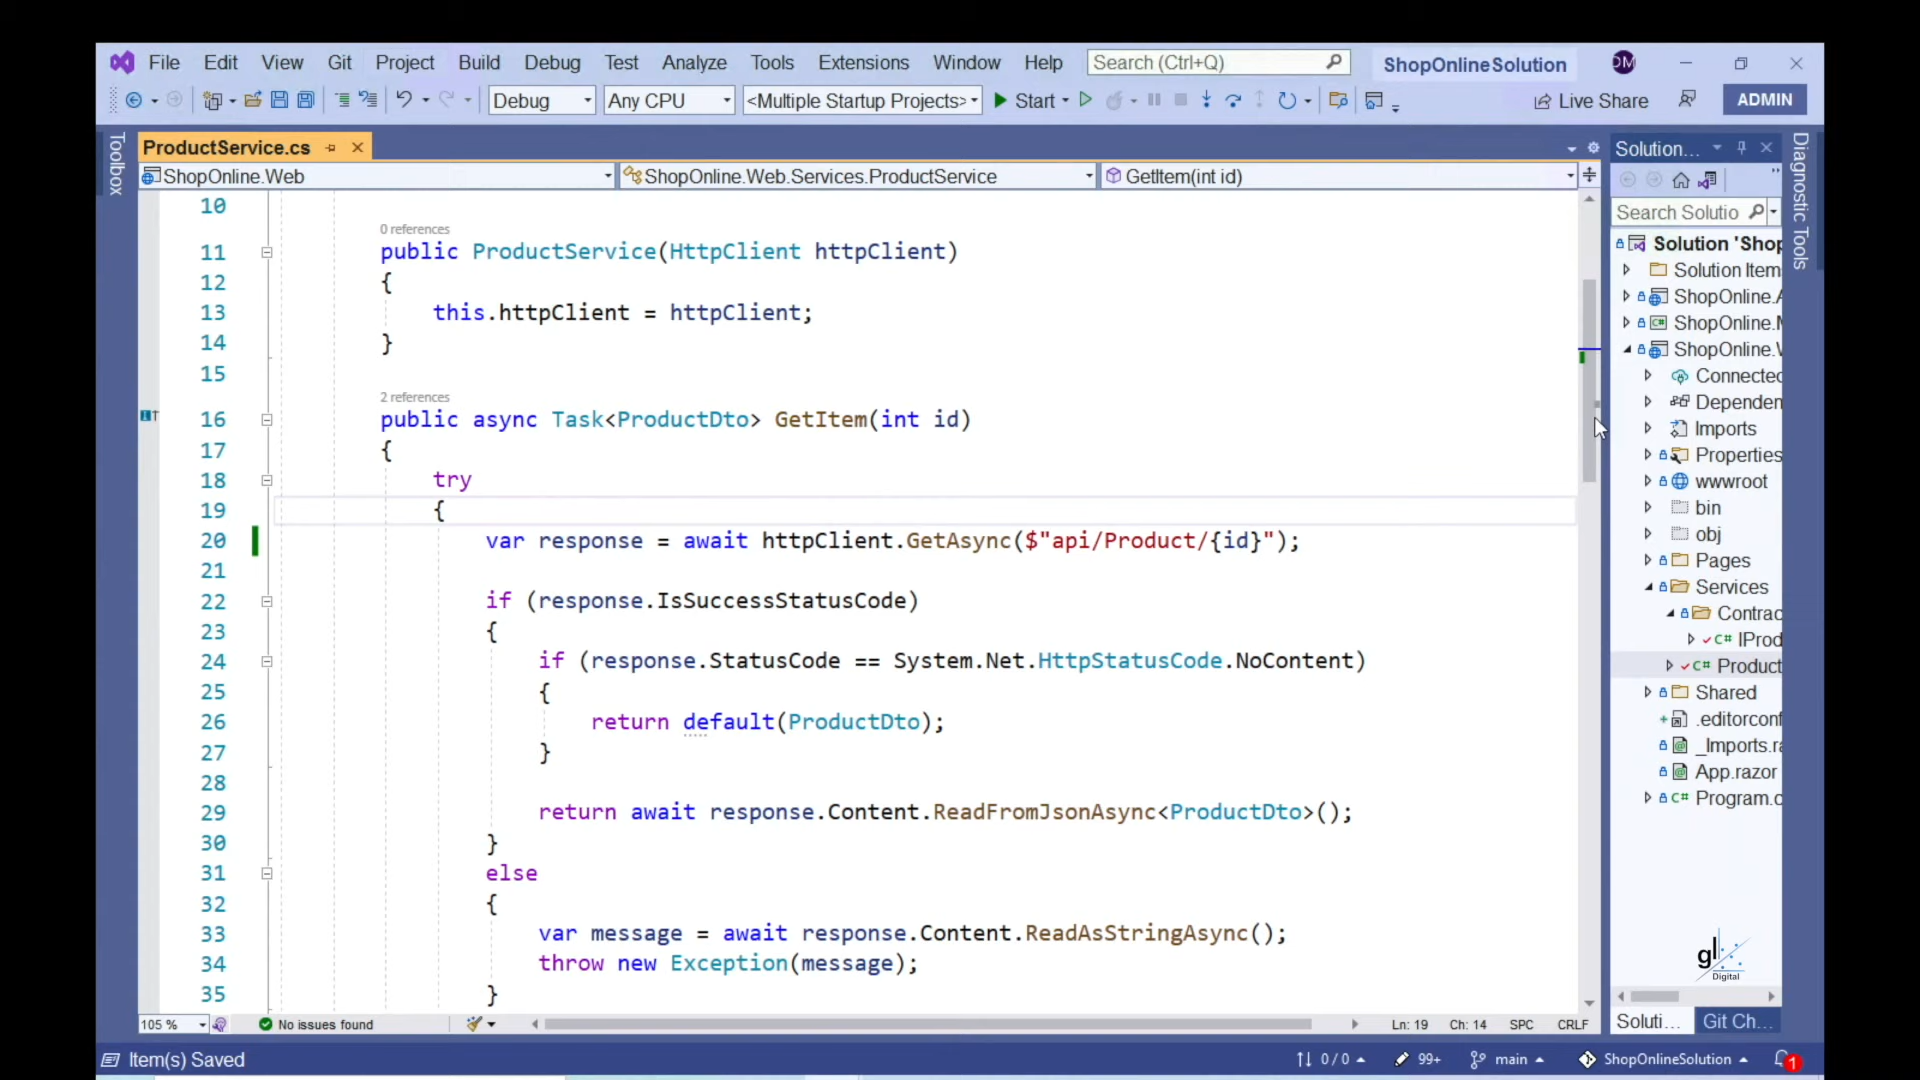 File Edit View Git Project Build Debug Test Analyze Tools Extensions Window Help Search (Ctrl+Q) ShopOnlineSolution DM
Debug Any CPU <Multiple Startup Projects> Start Live Share ADMIN
Toolbox
ProductService.cs
ShopOnline.Web ShopOnline.Web.Services.ProductService GetItem(int id)
10
0 references
11 public ProductService(HttpClient httpClient)
12 {
13 this.httpClient = httpClient;
14 }
15
2 references
16 public async Task<ProductDto> GetItem(int id)
17 {
18 try
19 {
20 var response = await httpClient.GetAsync($"api/Product/{id}");
21
22 if (response.IsSuccessStatusCode)
23 {
24 if (response.StatusCode == System.Net.HttpStatusCode.NoContent)
25 {
26 return default(ProductDto);
27 }
28
29 return await response.Content.ReadFromJsonAsync<ProductDto>();
30 }
31 else
32 {
33 var message = await response.Content.ReadAsStringAsync();
34 throw new Exception(message);
35 }
105 % No issues found Ln: 19 Ch: 14 SPC CRLF
Solution...
Search Solutio
Solution 'Shop
Solution Item
ShopOnline.A
ShopOnline.M
ShopOnline.W
Connected
Dependen
Imports
Properties
wwwroot
bin
obj
Pages
Services
Contrac
C# IProd
C# Product
Shared
.editorconf
_Imports.ra
App.razor
C# Program.c
gl
Digital
Soluti... Git Ch...
Diagnostic Tools
Item(s) Saved 0 / 0 99+ main ShopOnlineSolution 1